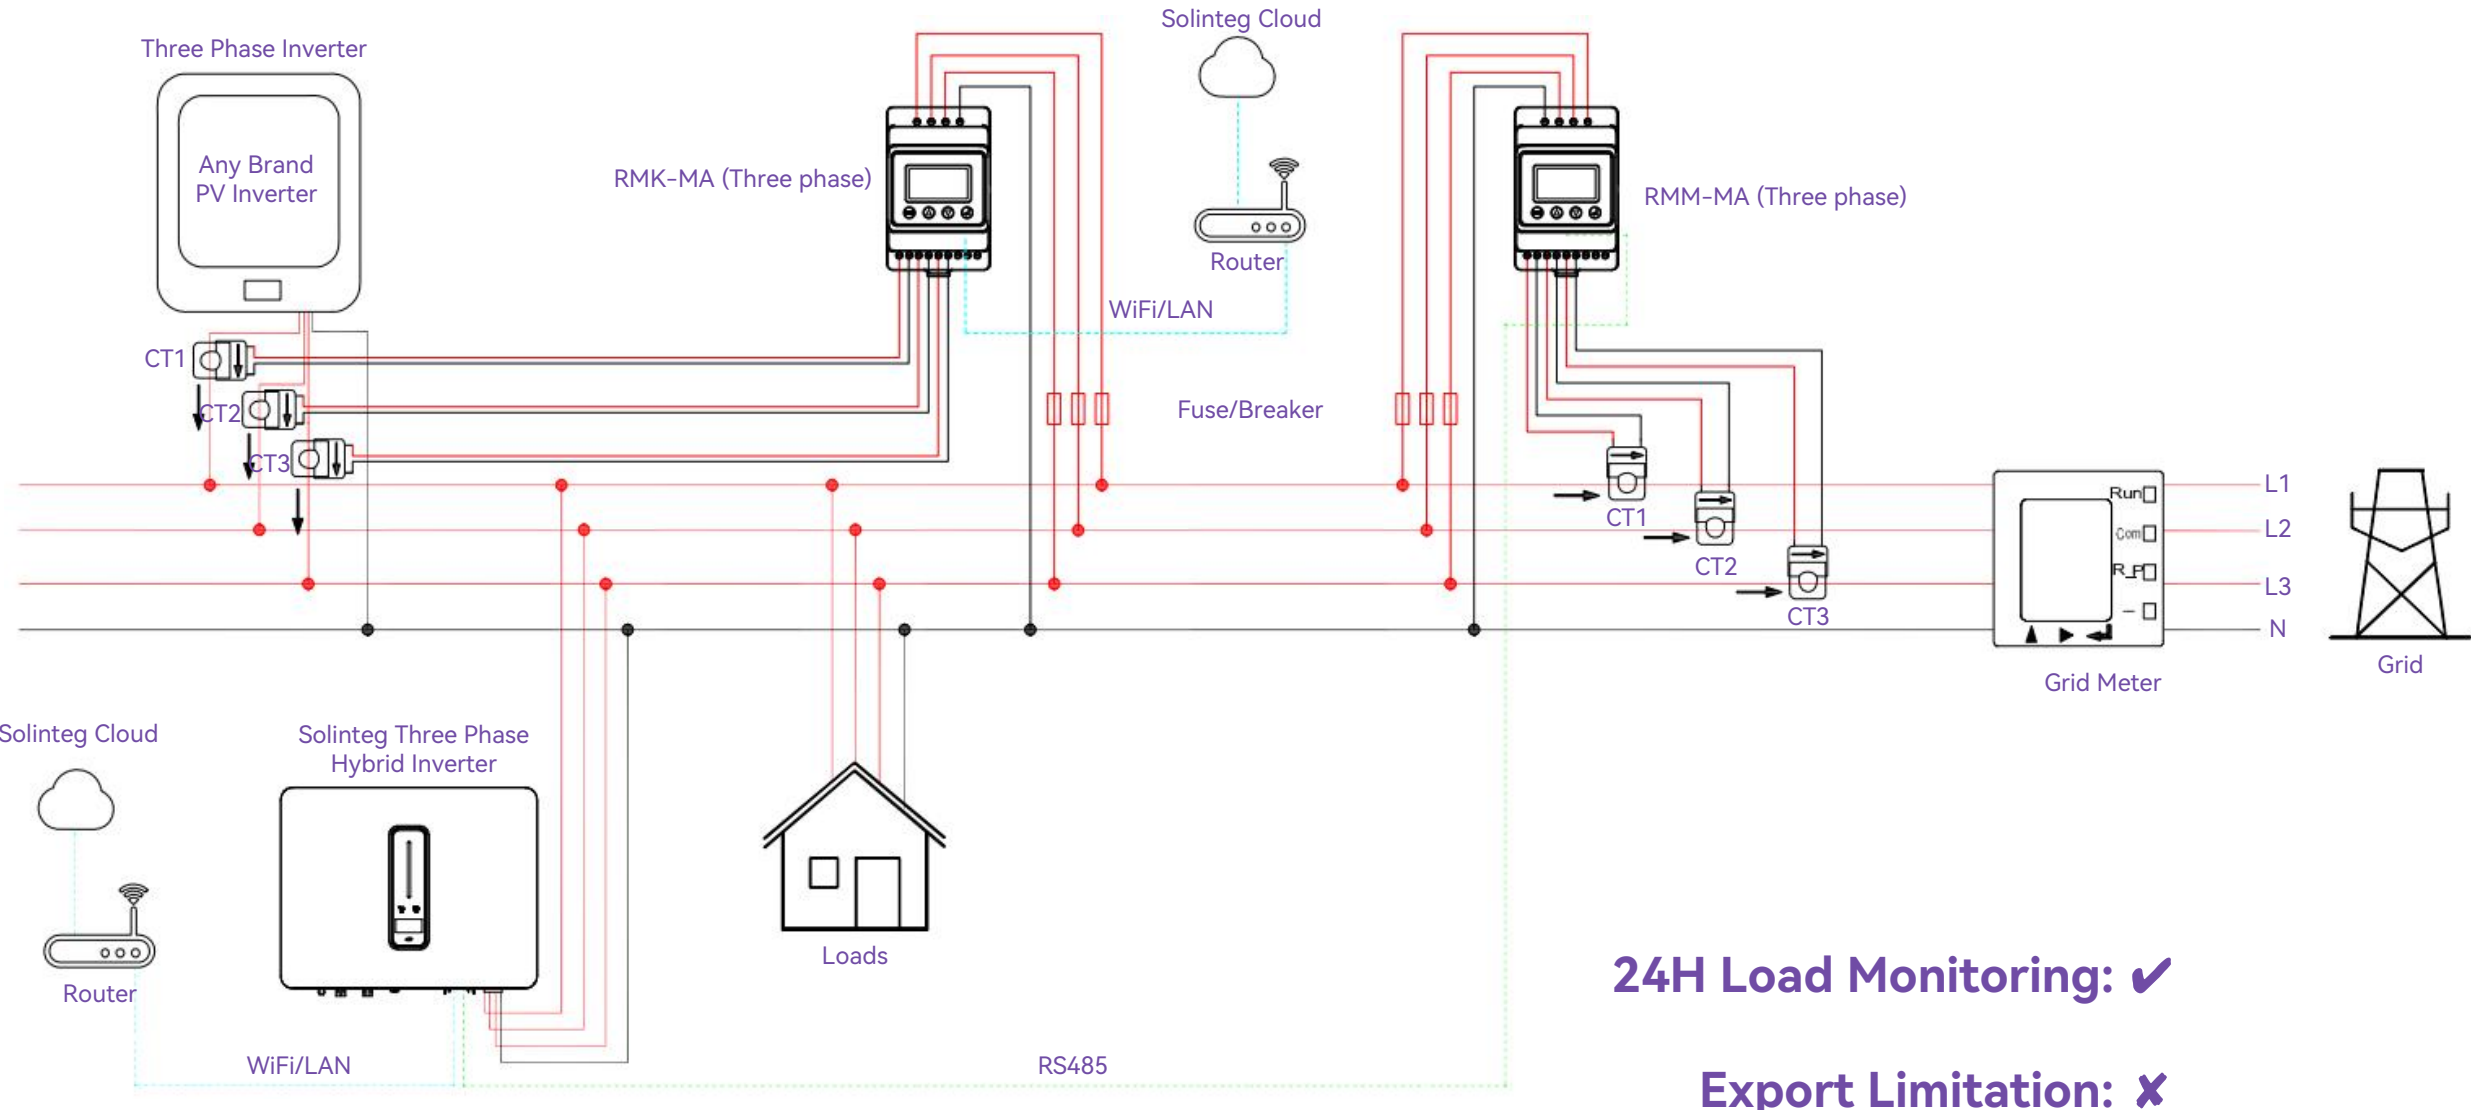 Solinteg Cloud
Three Phase Inverter
Any Brand
PV Inverter
RMK-MA (Three phase)
RMM-MA (Three phase)
Router
WiFi/LAN
CT1
CT2
CT3
Fuse/Breaker
CT1
CT2
CT3
Run
Com
R_P
L1
L2
L3
N
Grid Meter
Grid
Solinteg Cloud
Solinteg Three Phase
Hybrid Inverter
Router
Loads
WiFi/LAN
RS485
24H Load Monitoring: ✔
Export Limitation: ✘